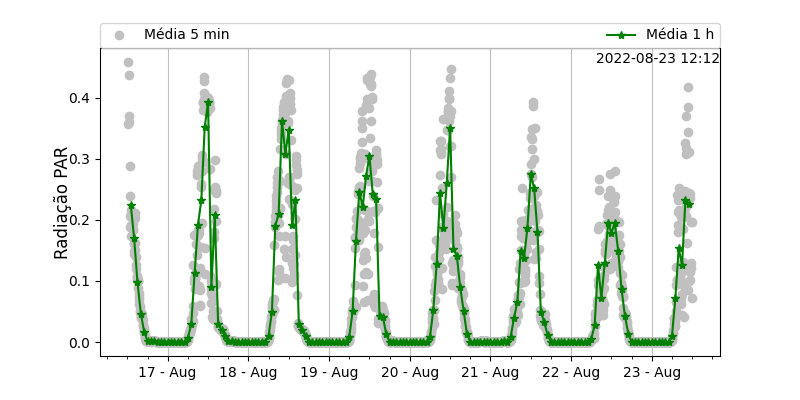 Média 5 min
Média 1 h
2022-08-23 12:12
Radiação PAR
0.4
0.3
0.2
0.1
0.0
17 - Aug
18 - Aug
19 - Aug
20 - Aug
21 - Aug
22 - Aug
23 - Aug